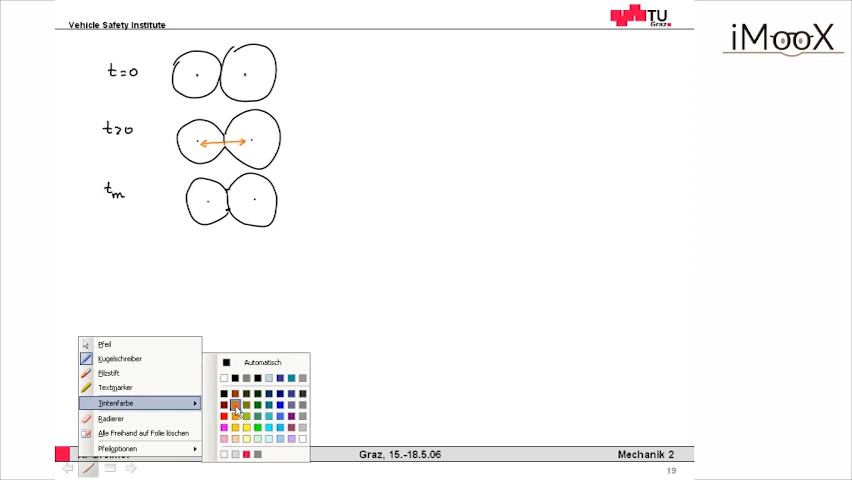 Vehicle Safety Institute
TU
Graz
iMooX
t=0
t>0
tm
Pfeil
Kugelschreiber
Filzstift
Textmarker
Tintenfarbe
Radierer
Alle Freihand auf Folie löschen
Pfeiloptionen
Automatisch
Graz, 15.-18.5.06
Mechanik 2
19